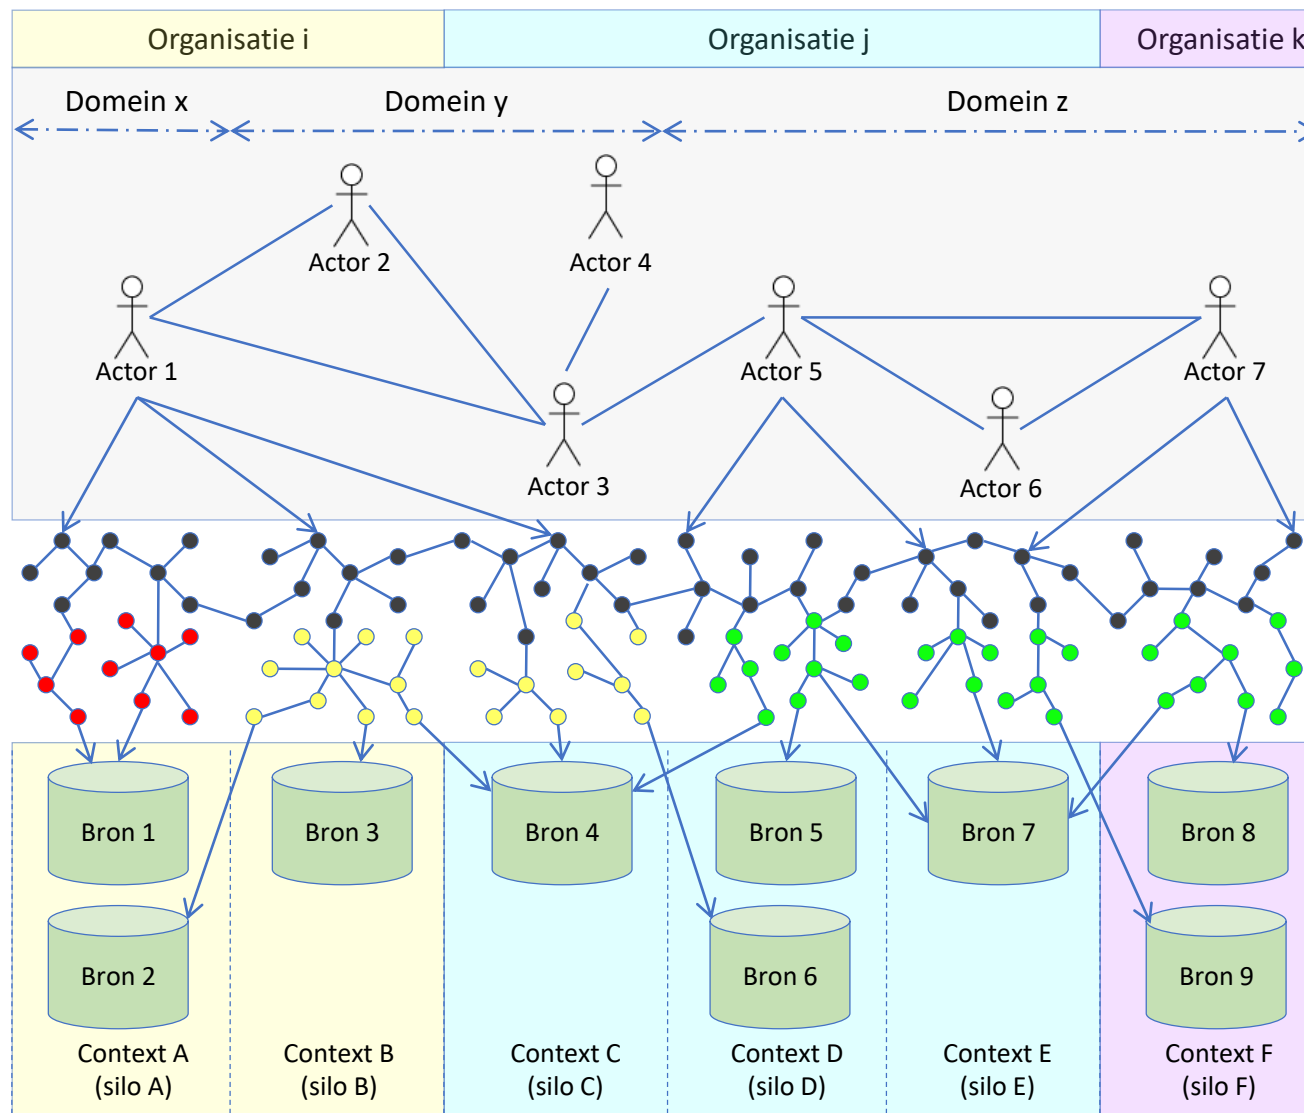 Organisatie i
Organisatie j
Organisatie k
Domein x
Domein y
Domein z
Actor 2
Actor 4
Actor 1
Actor 5
Actor 7
Actor 3
Actor 6
Bron 1
Bron 3
Bron 4
Bron 5
Bron 7
Bron 8
Bron 2
Bron 6
Bron 9
Context A
(silo A)
Context B
(silo B)
Context C
(silo C)
Context D
(silo D)
Context E
(silo E)
Context F
(silo F)